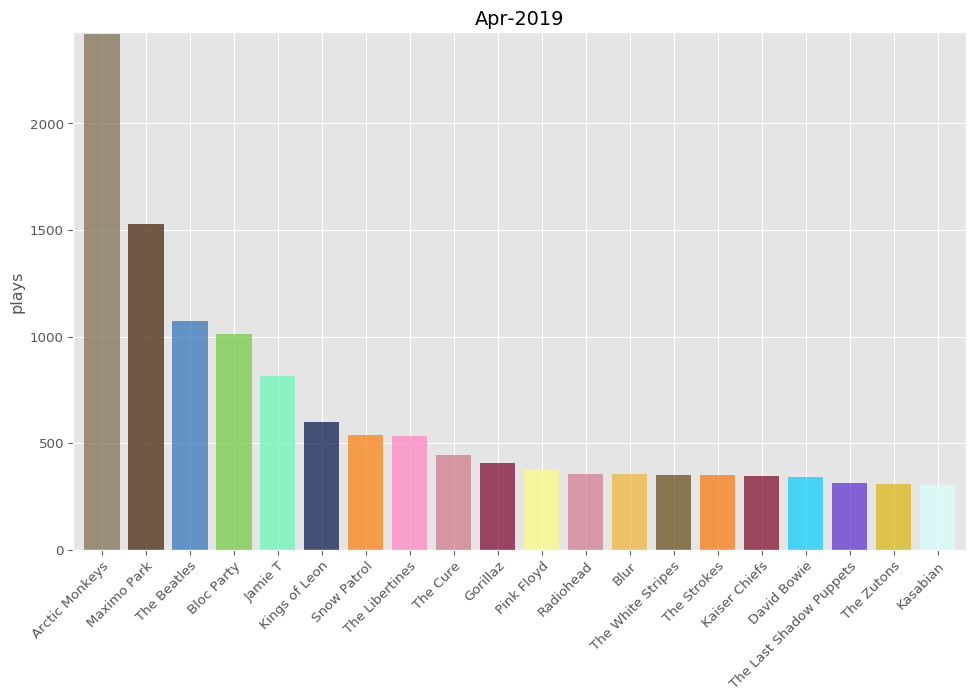 Apr-2019
2000
1500
1000
500
0
plays
Arctic Monkeys
Maximo Park
The Beatles
Bloc Party
Jamie T
Kings of Leon
Snow Patrol
The Libertines
The Cure
Gorillaz
Pink Floyd
Radiohead
Blur
The White Stripes
The Strokes
Kaiser Chiefs
David Bowie
The Last Shadow Puppets
The Zutons
Kasabian